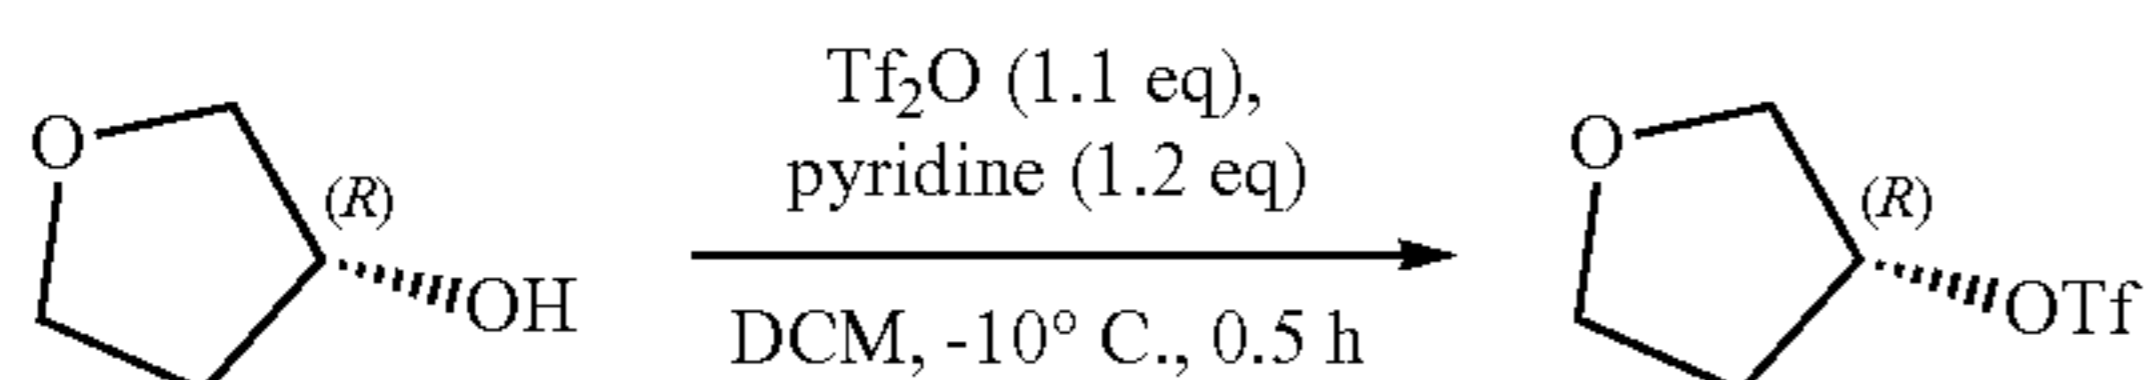 Tf₂O (1.1 eq),
pyridine (1.2 eq)
DCM, -10° C., 0.5 h
O
(R)
OH
O
(R)
OTf